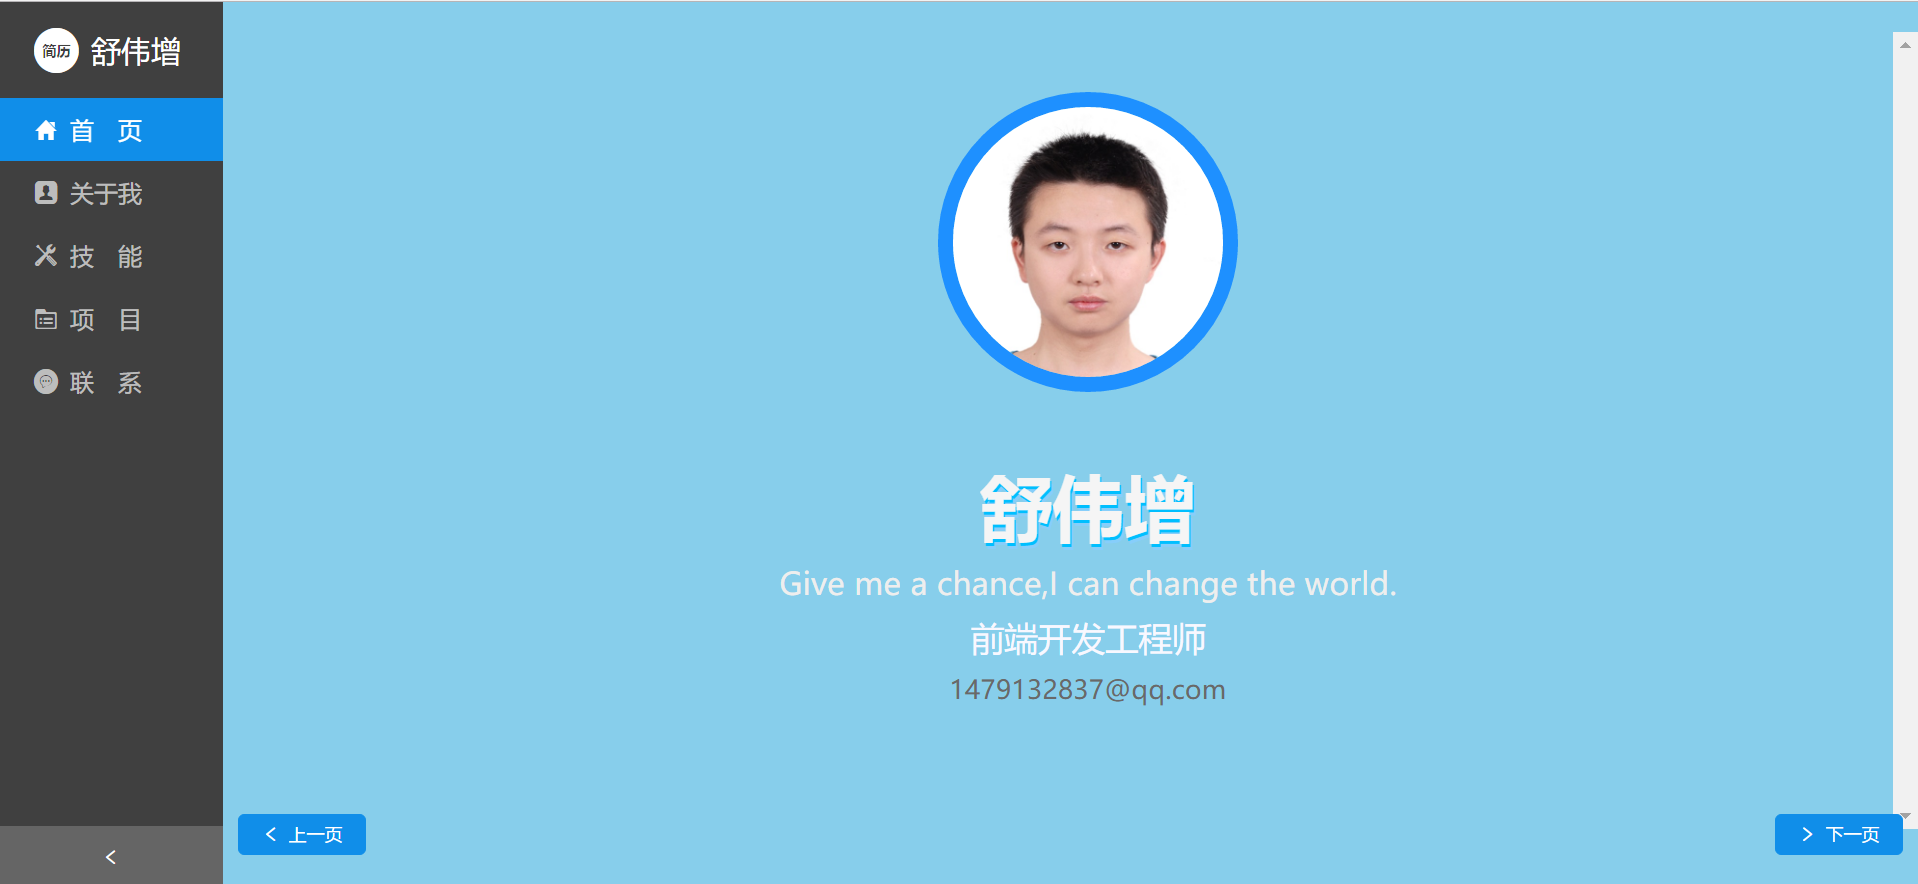 简历 舒伟增
首 页
关于我
技 能
项 目
联 系
舒伟增
Give me a chance,I can change the world.
前端开发工程师
1479132837@qq.com
上一页
下一页